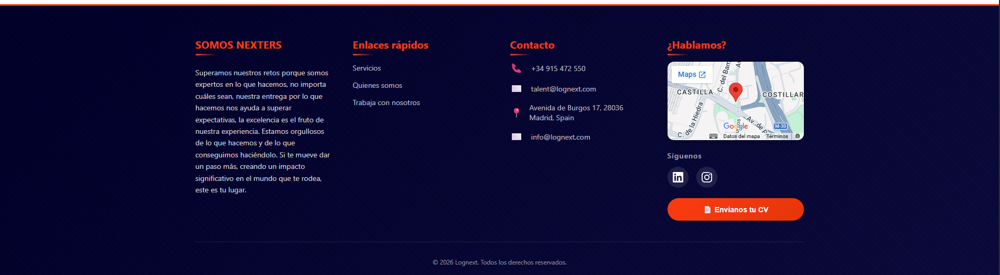 SOMOS NEXTERS
Superamos nuestros retos porque somos
expertos en lo que hacemos, no importa
cuáles sean, nuestra entrega por lo que
hacemos nos ayuda a superar
expectativas, la excelencia es el fruto de
nuestra experiencia. Estamos orgullosos
de lo que hacemos y de lo que
conseguimos haciéndolo. Si te mueve dar
un paso más, creando un impacto
significativo en el mundo que te rodea,
este es tu lugar.
Enlaces rápidos
Servicios
Quienes somos
Trabaja con nosotros
Contacto
+34 915 472 550
talent@lognext.com
Avenida de Burgos 17, 28036
Madrid, Spain
info@lognext.com
¿Hablamos?
Maps
C. del Bam
Av
CASTILLA
COSTILLAR
C. de la Hiedra
Av. de P
Google
M-30
Datos del mapa
Términos
Síguenos
in
Envíanos tu CV
© 2026 Lognext. Todos los derechos reservados.